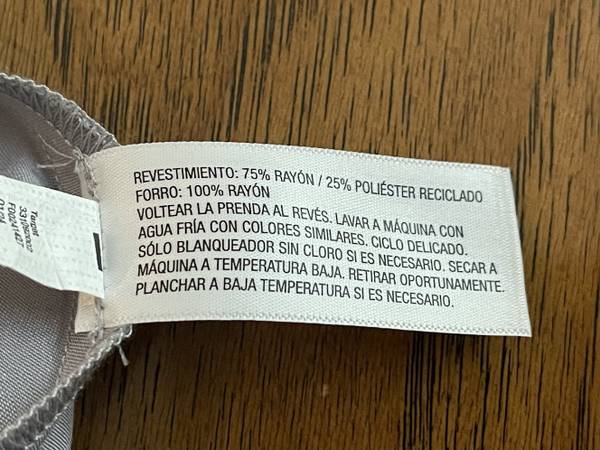 REVESTIMIENTO: 75% RAYÓN / 25% POLIÉSTER RECICLADO
FORRO: 100% RAYÓN
VOLTEAR LA PRENDA AL REVÉS. LAVAR A MÁQUINA CON
AGUA FRÍA CON COLORES SIMILARES. CICLO DELICADO.
SÓLO BLANQUEADOR SIN CLORO SI ES NECESARIO. SECAR A
MÁQUINA A TEMPERATURA BAJA. RETIRAR OPORTUNAMENTE.
PLANCHAR A BAJA TEMPERATURA SI ES NECESARIO.
Target